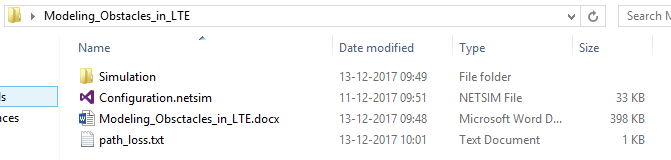 Modeling_Obstacles_in_LTE
Search M
Name Date modified Type Size
Simulation 13-12-2017 09:49 File folder
Configuration.netsim 11-12-2017 09:51 NETSIM File 33 KB
Modeling_Obsctacles_in_LTE.docx 13-12-2017 09:48 Microsoft Word D... 398 KB
path_loss.txt 13-12-2017 10:01 Text Document 1 KB
ds
nces